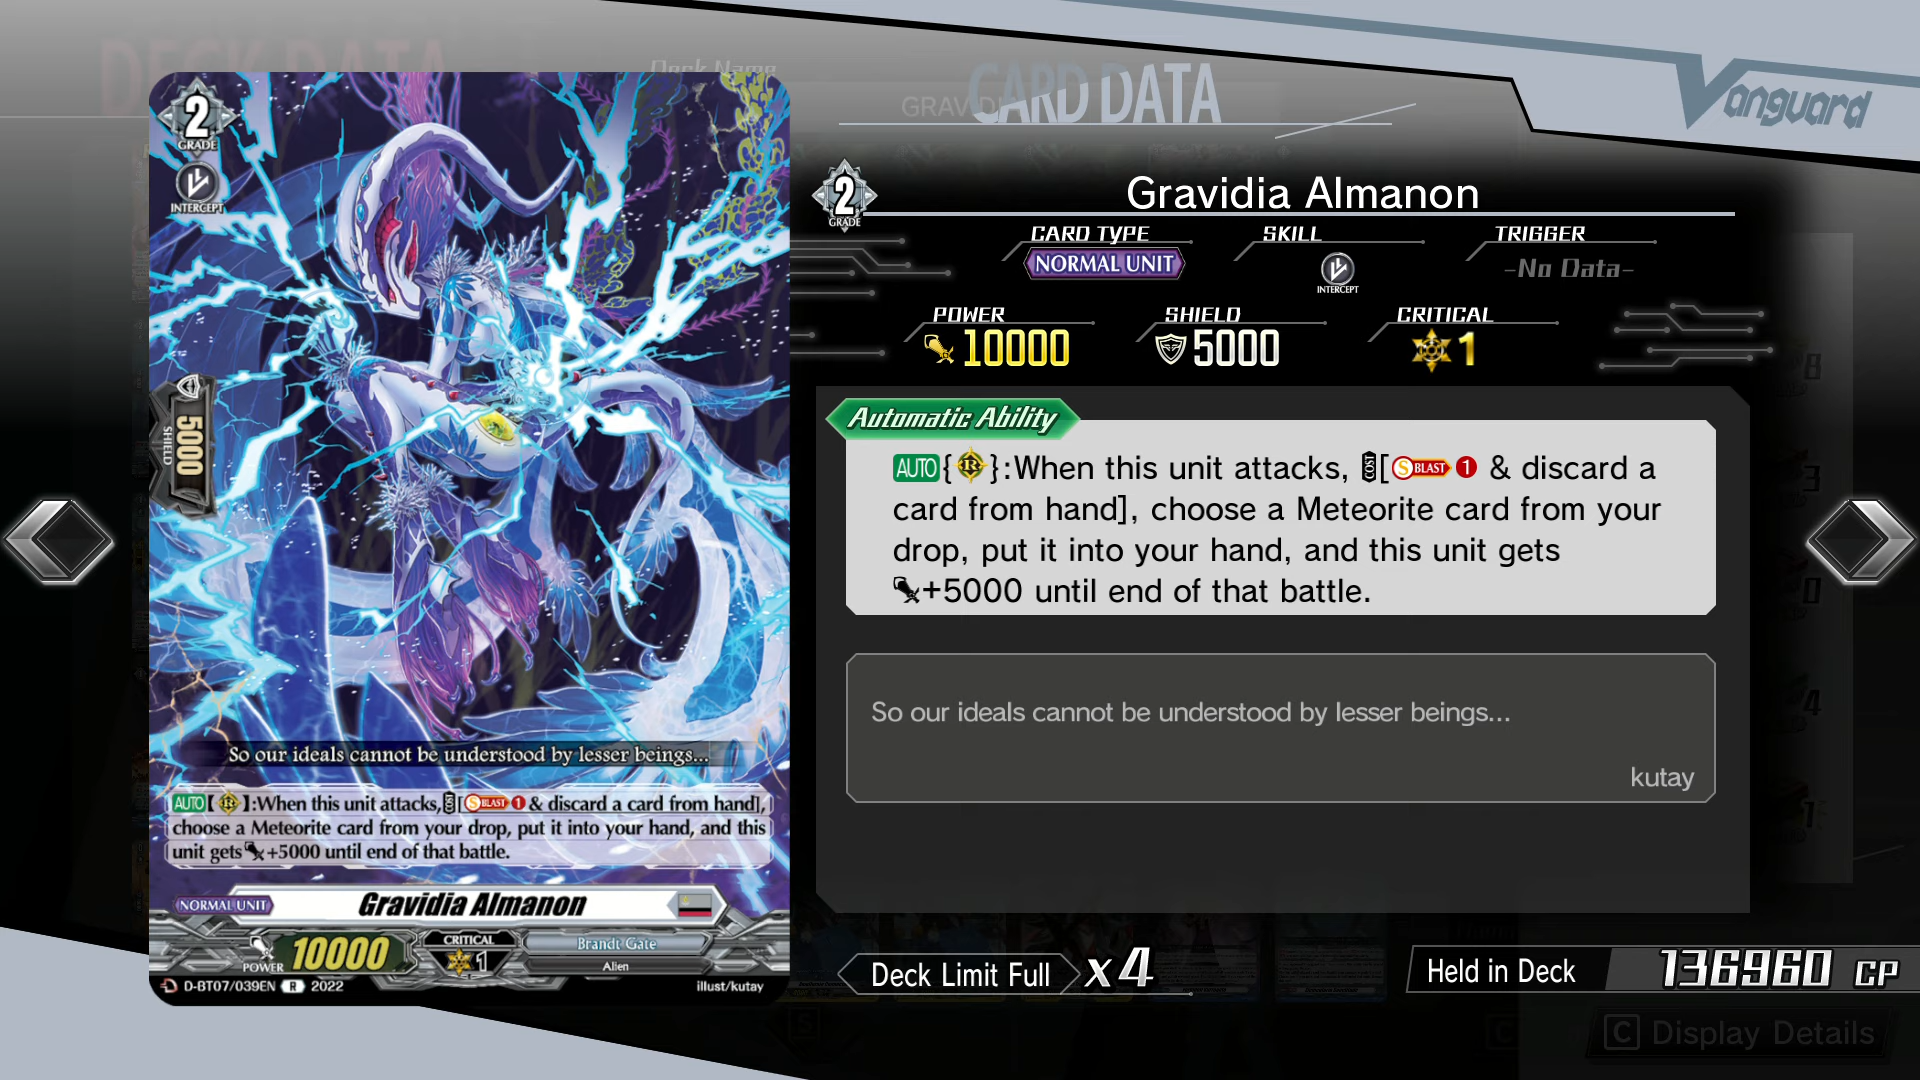 DECK DATA
Deck Name
GRAVIDI
CARD DATA
Vanguard
2
GRADE
INTERCEPT
5000
SHIELD
So our ideals cannot be understood by lesser beings...
AUTO【R】:When this unit attacks, COST[S BLAST 1 & discard a card from hand],
choose a Meteorite card from your drop, put it into your hand, and this
unit gets +5000 until end of that battle.
NORMAL UNIT
Gravidia Almanon
POWER 10000
CRITICAL
1
Brandt Gate
Alien
D-BT07/039EN R 2022
illust/kutay
2
GRADE
Gravidia Almanon
CARD TYPE
NORMAL UNIT
SKILL
INTERCEPT
TRIGGER
-No Data-
POWER
10000
SHIELD
5000
CRITICAL
1
Automatic Ability
AUTO{R}:When this unit attacks, COST[S BLAST 1 & discard a
card from hand], choose a Meteorite card from your
drop, put it into your hand, and this unit gets
+5000 until end of that battle.
So our ideals cannot be understood by lesser beings...
kutay
Deck Limit Full x4
Held in Deck
136960 CP
C Display Details